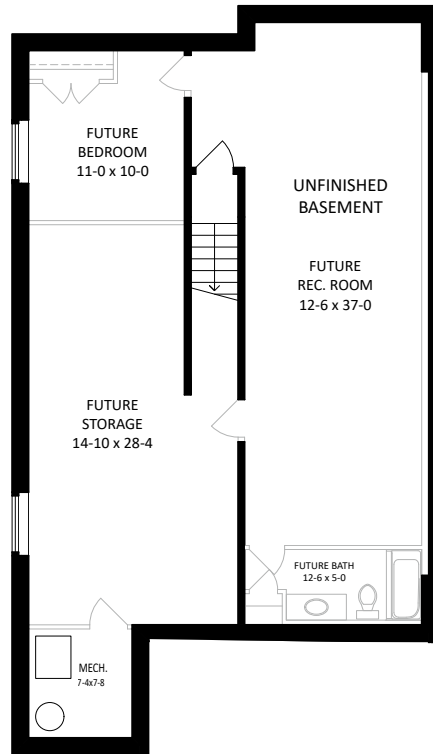 FUTURE
BEDROOM
11-0 x 10-0
UNFINISHED
BASEMENT
FUTURE
REC. ROOM
12-6 x 37-0
FUTURE
STORAGE
14-10 x 28-4
FUTURE BATH
12-6 x 5-0
MECH.
7-4x7-8